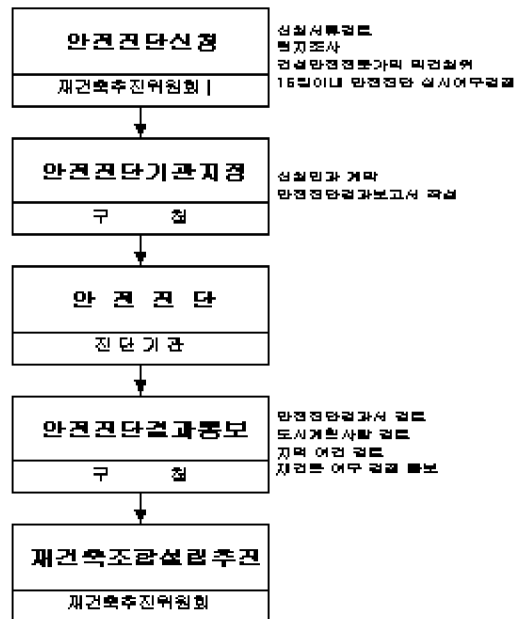 안전진단신청
재건축추진위원회
신청서류검토
현지조사
건설안전전문가의 의견청취
15일이내 안전진단 실시여부결정
안전진단기관지정
구 청
신청인과 계약
안전진단결과보고서 작성
안 전 진 단
진 단 기 관
안전진단결과통보
구 청
안전진단결과서 검토
도시계획사항 검토
지역 여건 검토
재건축 여부 결정 통보
재건축조합설립추진
재건축추진위원회